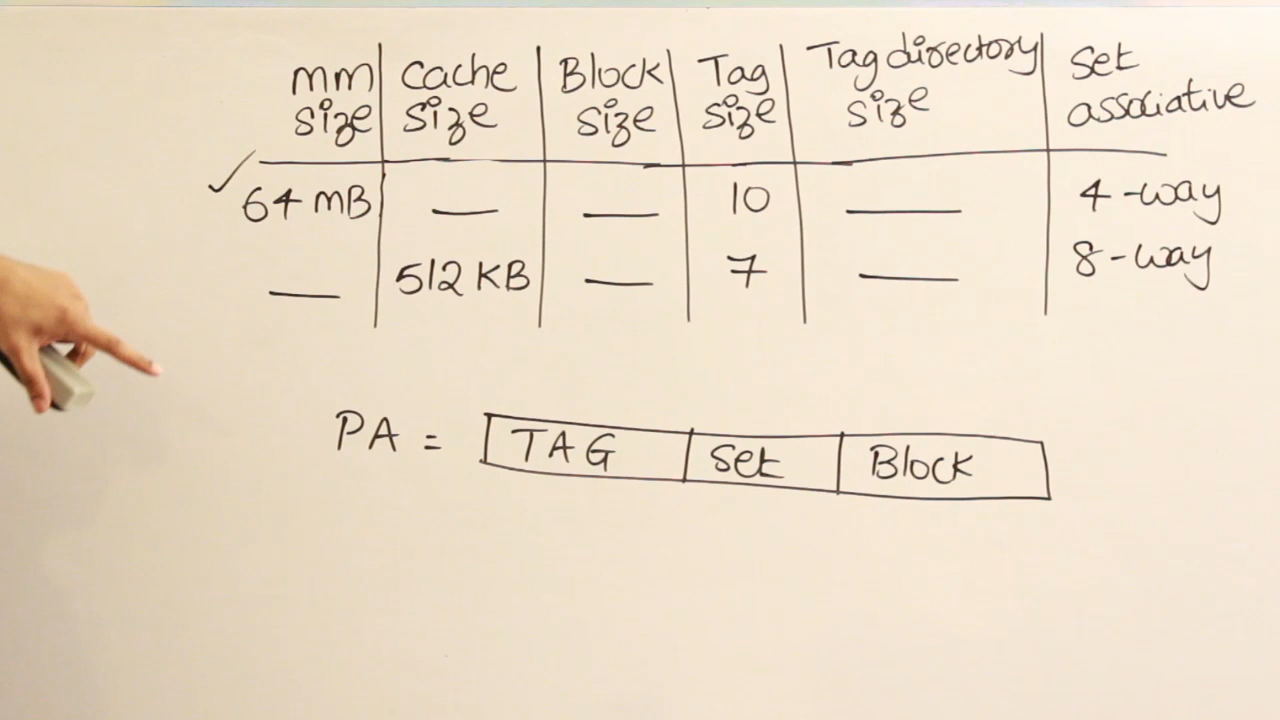 mm size | Cache size | Block size | Tag size | Tag directory size | Set associative
✓ 64 mB | — | — | 10 | — | 4-way
— | 512 KB | — | 7 | — | 8-way
PA = TAG | Set | Block